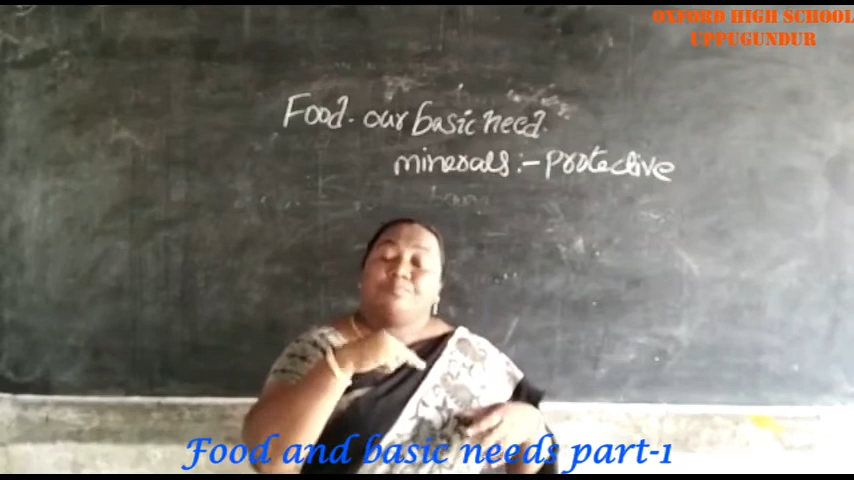 OXFORD HIGH SCHOOL
UPPUGUNDUR
Food. our basic need.
minerals :- Protective
Food and basic needs part-1